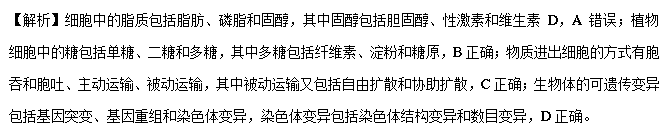 【解析】细胞中的脂质包括脂肪、磷脂和固醇，其中固醇包括胆固醇、性激素和维生素 D，A 错误；植物
细胞中的糖包括单糖、二糖和多糖，其中多糖包括纤维素、淀粉和糖原，B 正确；物质进出细胞的方式有胞
吞和胞吐、主动运输、被动运输，其中被动运输又包括自由扩散和协助扩散，C 正确；生物体的可遗传变异
包括基因突变、基因重组和染色体变异，染色体变异包括染色体结构变异和数目变异，D 正确。